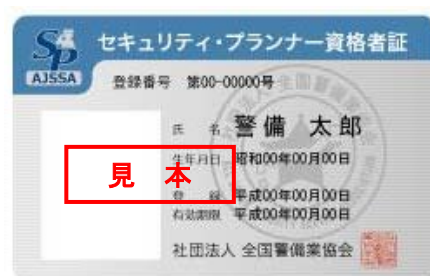 Sp
AJSSA
セキュリティ・プランナー資格者証
登録番号 第00-00000号
氏 名 警備 太郎
生年月日 昭和00年00月00日
見 本
登 録 平成00年00月00日
有効期限 平成00年00月00日
社団法人 全国警備業協会